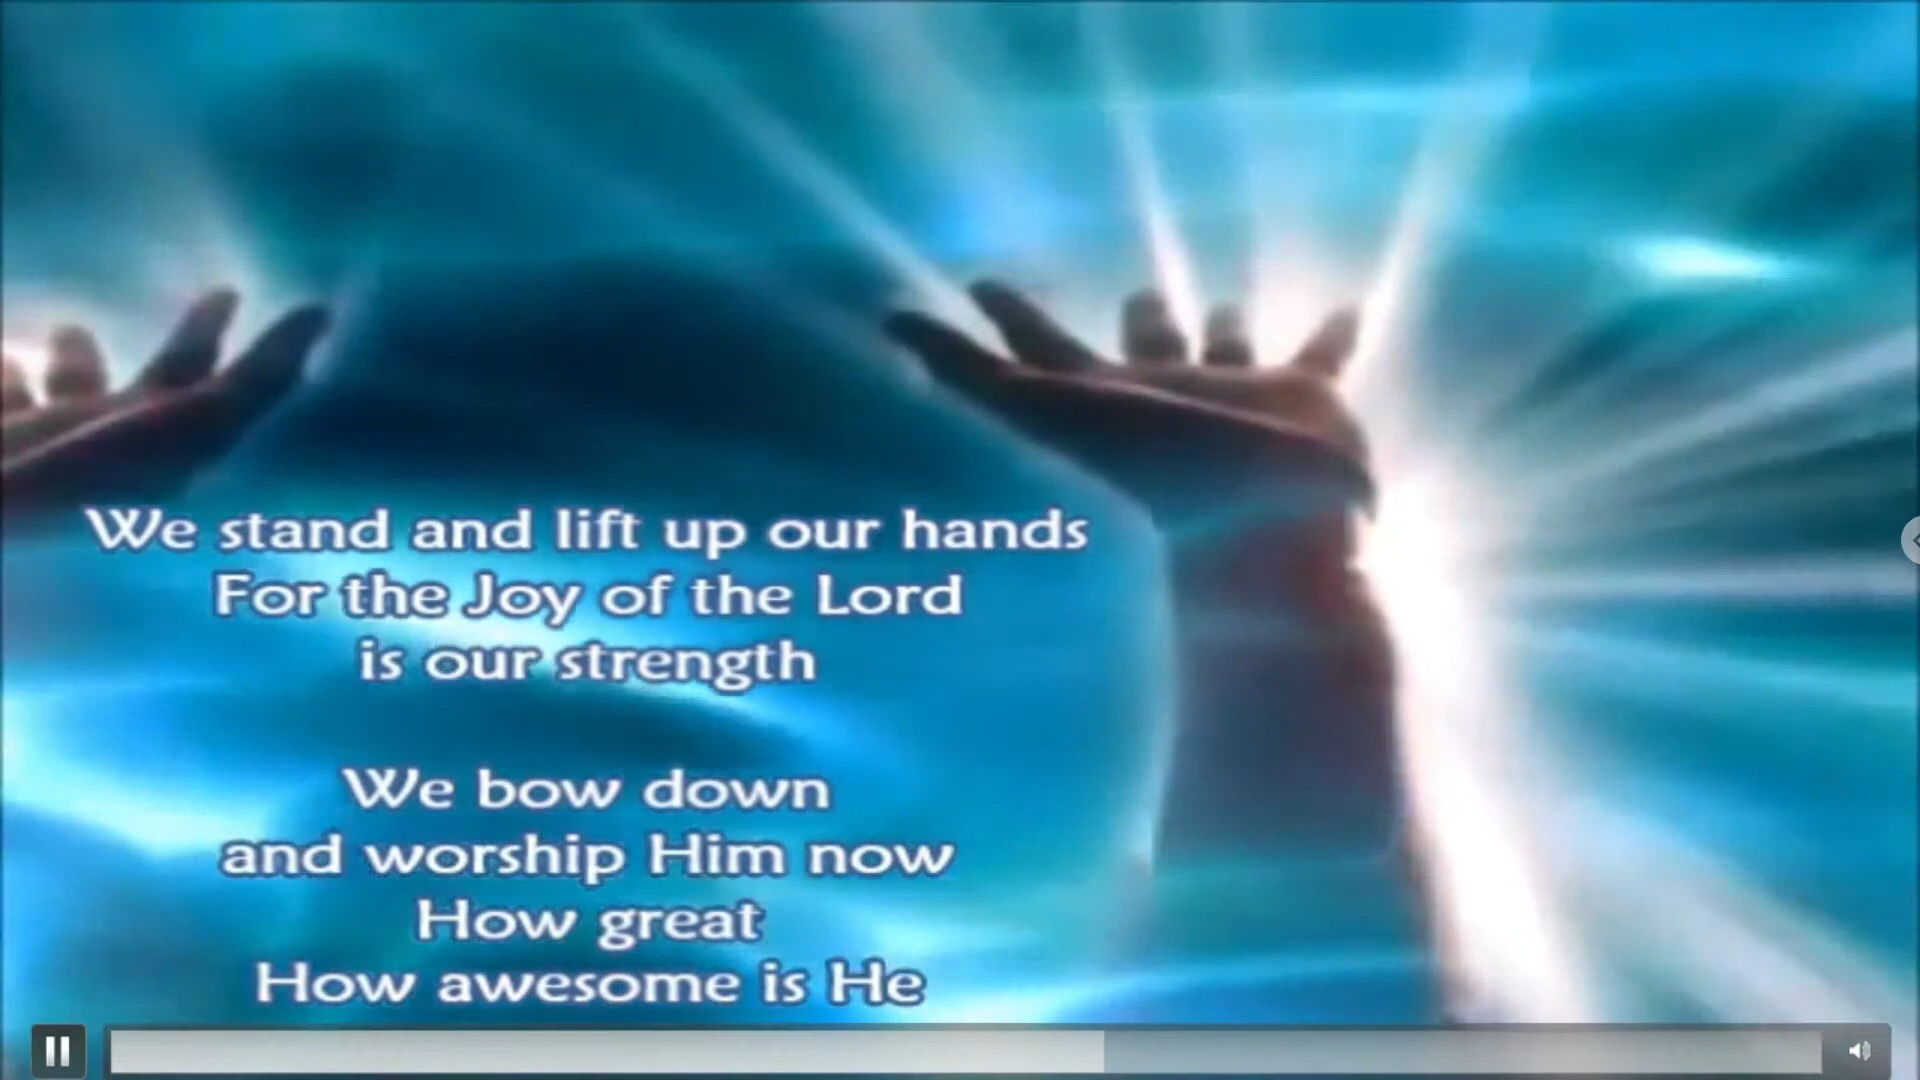 We stand and lift up our hands
For the Joy of the Lord
is our strength
We bow down
and worship Him now
How great
How awesome is He